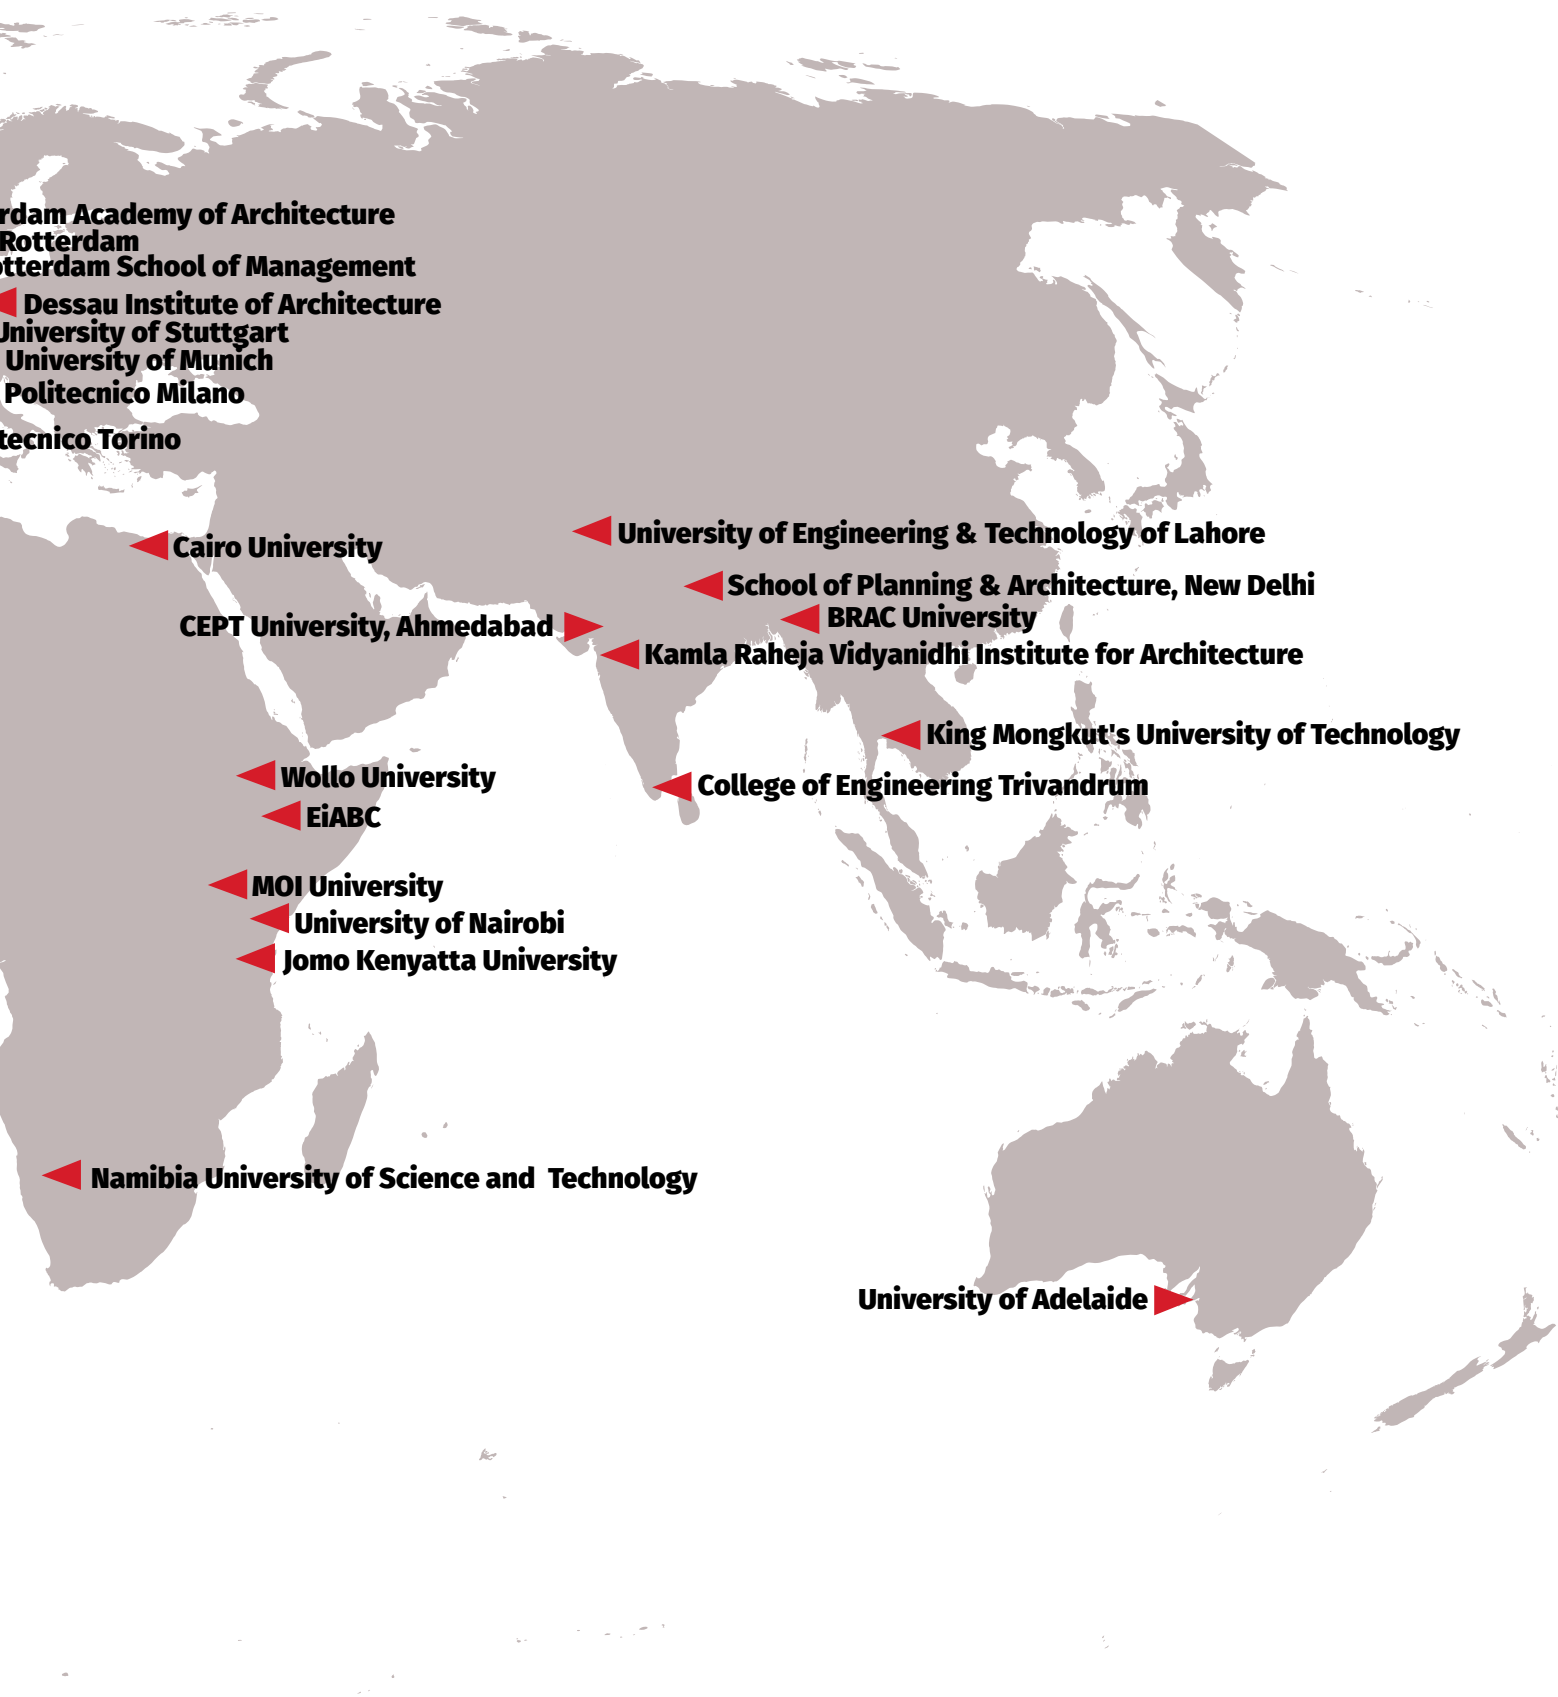 rdam Academy of Architecture
Rotterdam
otterdam School of Management
Dessau Institute of Architecture
University of Stuttgart
University of Munich
Politecnico Milano
tecnico Torino
University of Engineering & Technology of Lahore
Cairo University
School of Planning & Architecture, New Delhi
BRAC University
CEPT University, Ahmedabad
Kamla Raheja Vidyanidhi Institute for Architecture
King Mongkut's University of Technology
Wollo University
College of Engineering Trivandrum
EiABC
MOI University
University of Nairobi
Jomo Kenyatta University
Namibia University of Science and Technology
University of Adelaide